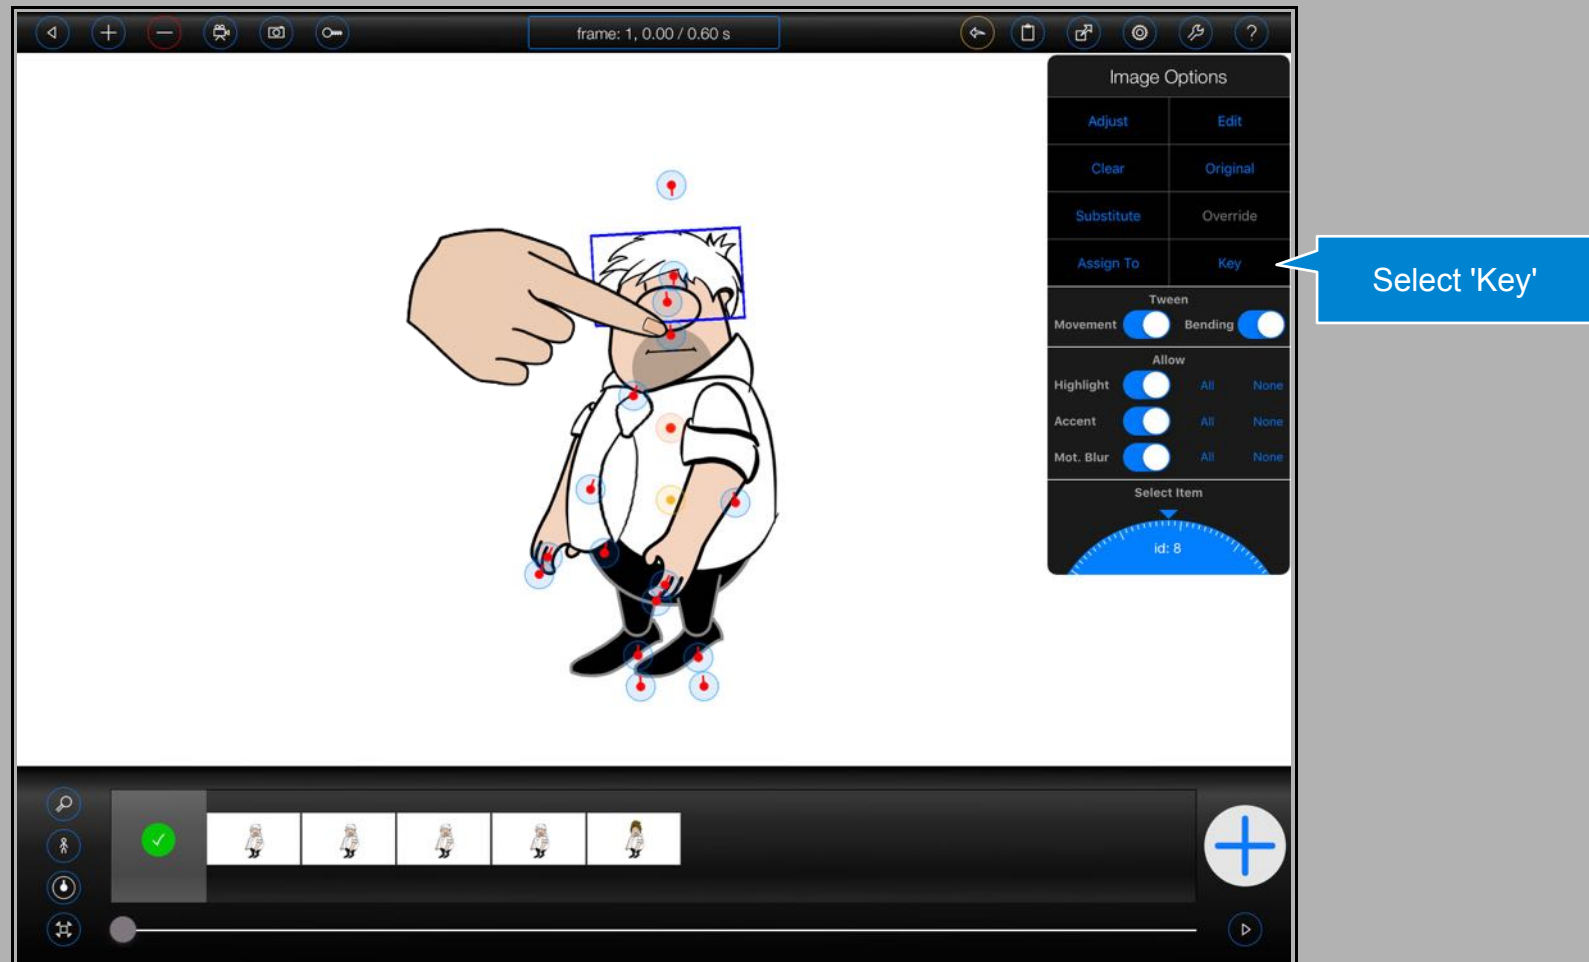 frame: 1, 0.00 / 0.60 s
?
Image Options
Adjust Edit
Clear Original
Substitute Override
Assign To Key
Select 'Key'
Tween
Movement Bending
Allow
Highlight All None
Accent All None
Mot. Blur All None
Select Item
id: 8